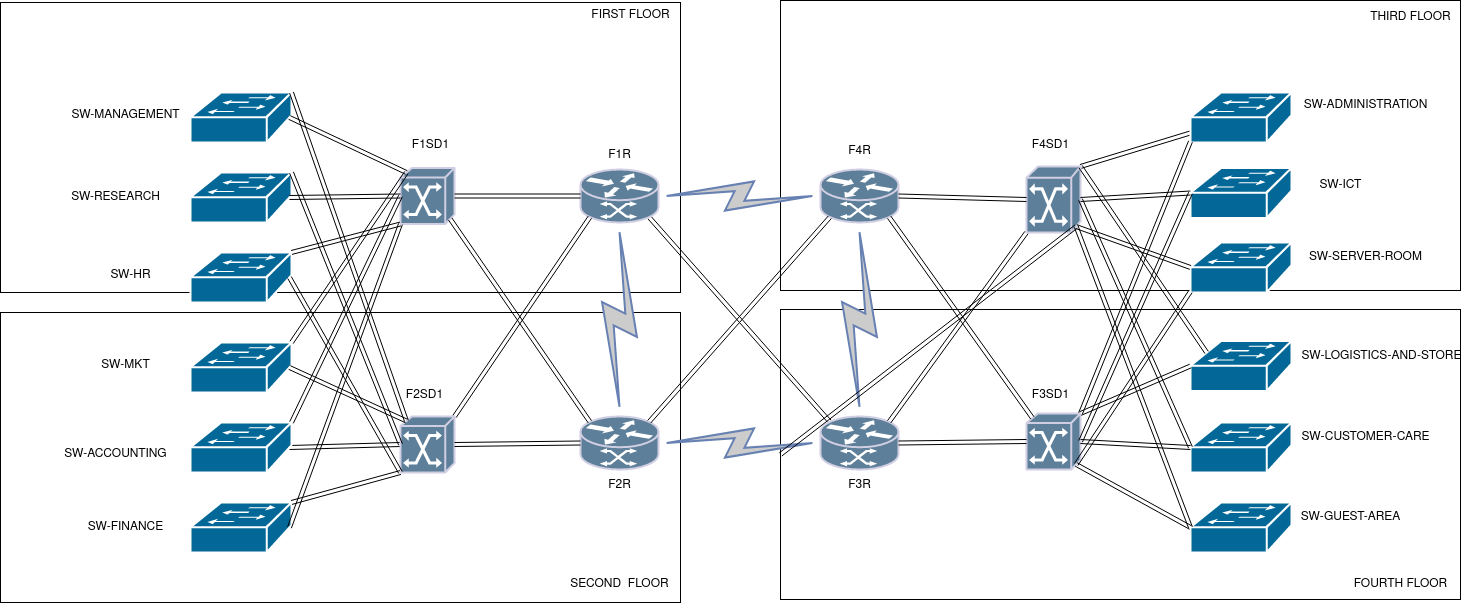 FIRST FLOOR
SW-MANAGEMENT
SW-RESEARCH
SW-HR
F1SD1
F1R
SW-MKT
SW-ACCOUNTING
SW-FINANCE
F2SD1
F2R
SECOND FLOOR
THIRD FLOOR
F4R
F4SD1
SW-ADMINISTRATION
SW-ICT
SW-SERVER-ROOM
F3R
F3SD1
SW-LOGISTICS-AND-STORE
SW-CUSTOMER-CARE
SW-GUEST-AREA
FOURTH FLOOR